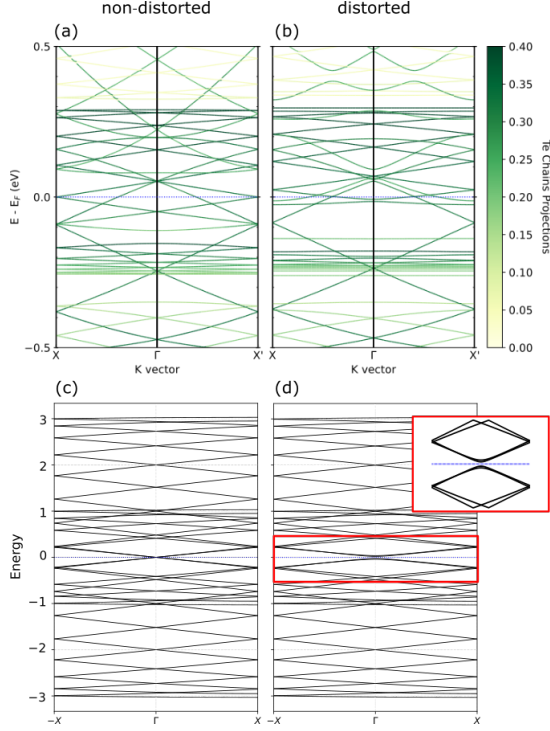 non-distorted
distorted
(a)
(b)
0.5
0.0
−0.5
E - E_F (eV)
X
Γ
X'
X
Γ
X'
K vector
K vector
0.40
0.35
0.30
0.25
0.20
0.15
0.10
0.05
0.00
Te Chains Projections
(c)
(d)
3
2
1
0
−1
−2
−3
Energy
−X
Γ
X
−X
Γ
X